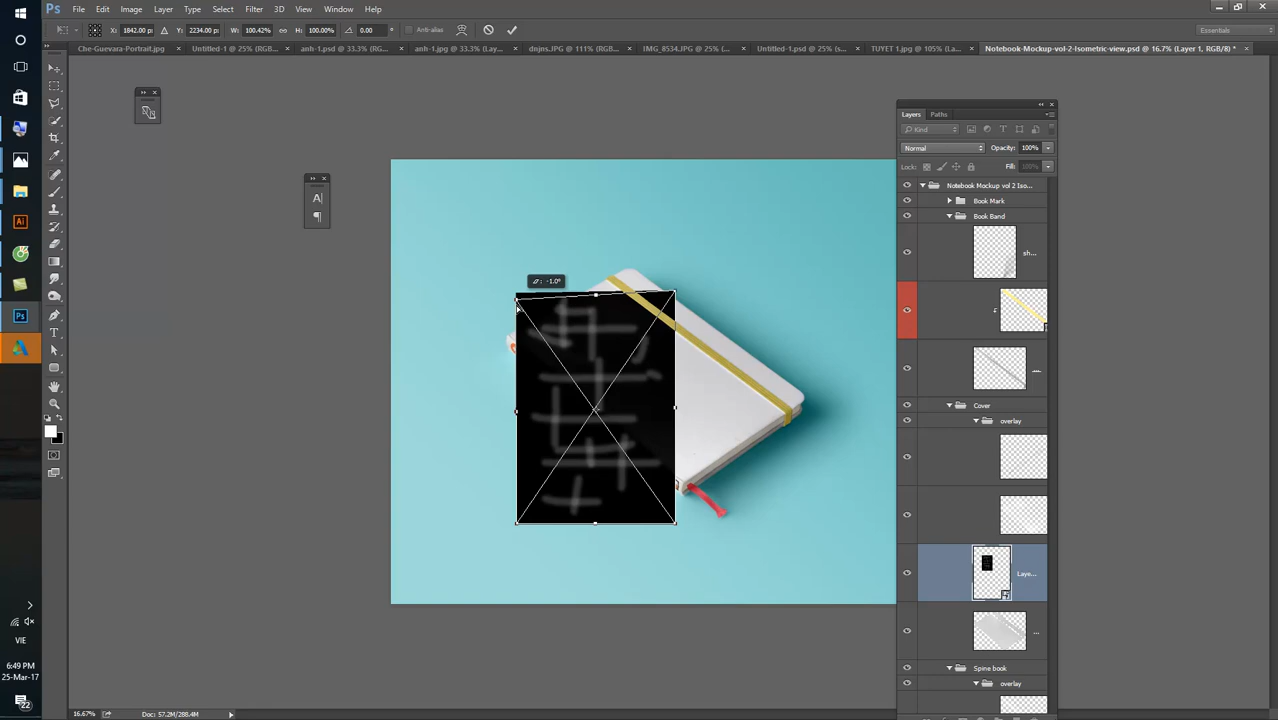 Ps File Edit Image Layer Type Select Filter 3D View Window Help
X: 1842.00 px Y: 2234.00 px W: 100.42% H: 100.00% 0.00 ° Anti-alias
Essentials
Che-Guevara-Portrait.jpg × Untitled-1 @ 25% (RGB... × anh-1.psd @ 33.3% (RG... × anh-1.jpg @ 33.3% (Lay... × dnjns.JPG @ 111% (RGB... × IMG_8534.JPG @ 25% (... × Untitled-1.psd @ 25% (s... × TUYET 1.jpg @ 105% (L... × Notebook-Mockup-vol-2-Isometric-view.psd @ 16.7% (Layer 1, RGB/8) * ×
Layers Paths
Kind
Normal Opacity: 100%
Lock: Fill: 100%
Notebook Mockup vol 2 Iso...
Book Mark
Book Band
sh...
Cover
overlay
Laye...
...
Spine book
overlay
-1.0°
A|
¶
Ai
Ps
VIE
6:49 PM
25-Mar-17
22
16.67% Doc: 57.2M/288.4M